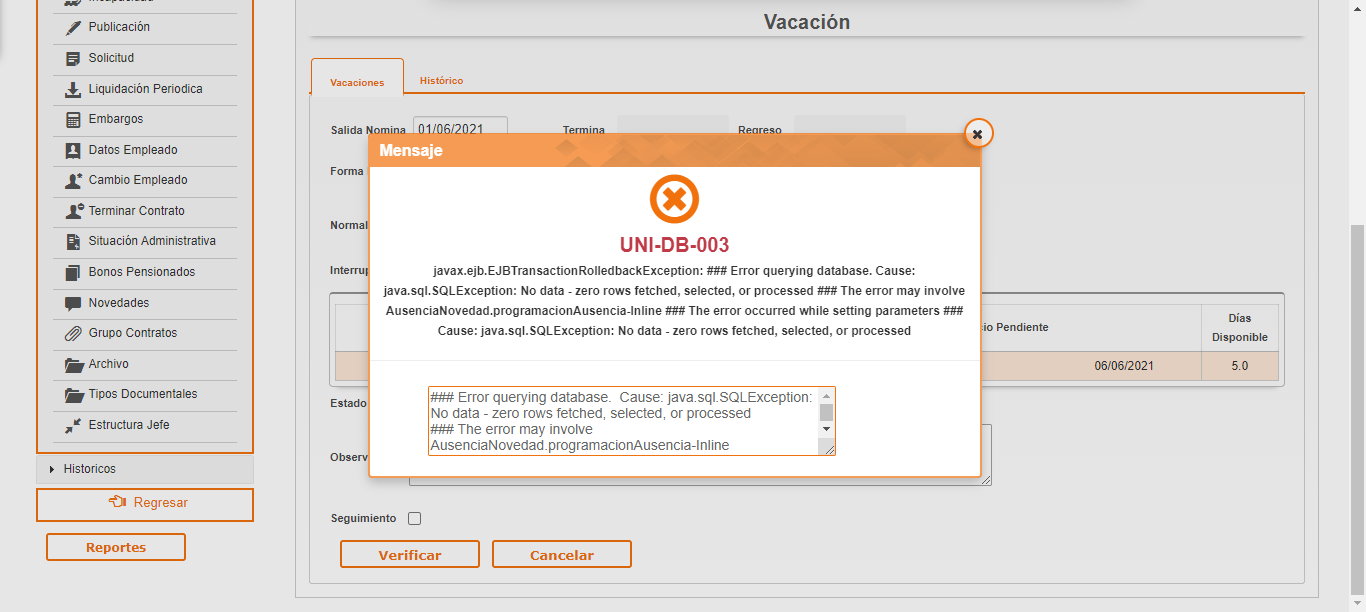 Publicación
Solicitud
Liquidación Periodica
Embargos
Datos Empleado
Cambio Empleado
Terminar Contrato
Situación Administrativa
Bonos Pensionados
Novedades
Grupo Contratos
Archivo
Tipos Documentales
Estructura Jefe
Historicos
Regresar
Reportes
Vacación
Vacaciones Histórico
Salida Nomina 01/06/2021 Termina Regreso
Forma
Normal
Mensaje
UNI-DB-003
javax.ejb.EJBTransactionRolledbackException: ### Error querying database. Cause:
java.sql.SQLException: No data - zero rows fetched, selected, or processed ### The error may involve
AusenciaNovedad.programacionAusencia-Inline ### The error occurred while setting parameters ###
Cause: java.sql.SQLException: No data - zero rows fetched, selected, or processed
### Error querying database. Cause: java.sql.SQLException:
No data - zero rows fetched, selected, or processed
### The error may involve
AusenciaNovedad.programacionAusencia-Inline
Interrup
io Pendiente Días Disponible
06/06/2021 5.0
Estado
Observ
Seguimiento
Verificar Cancelar